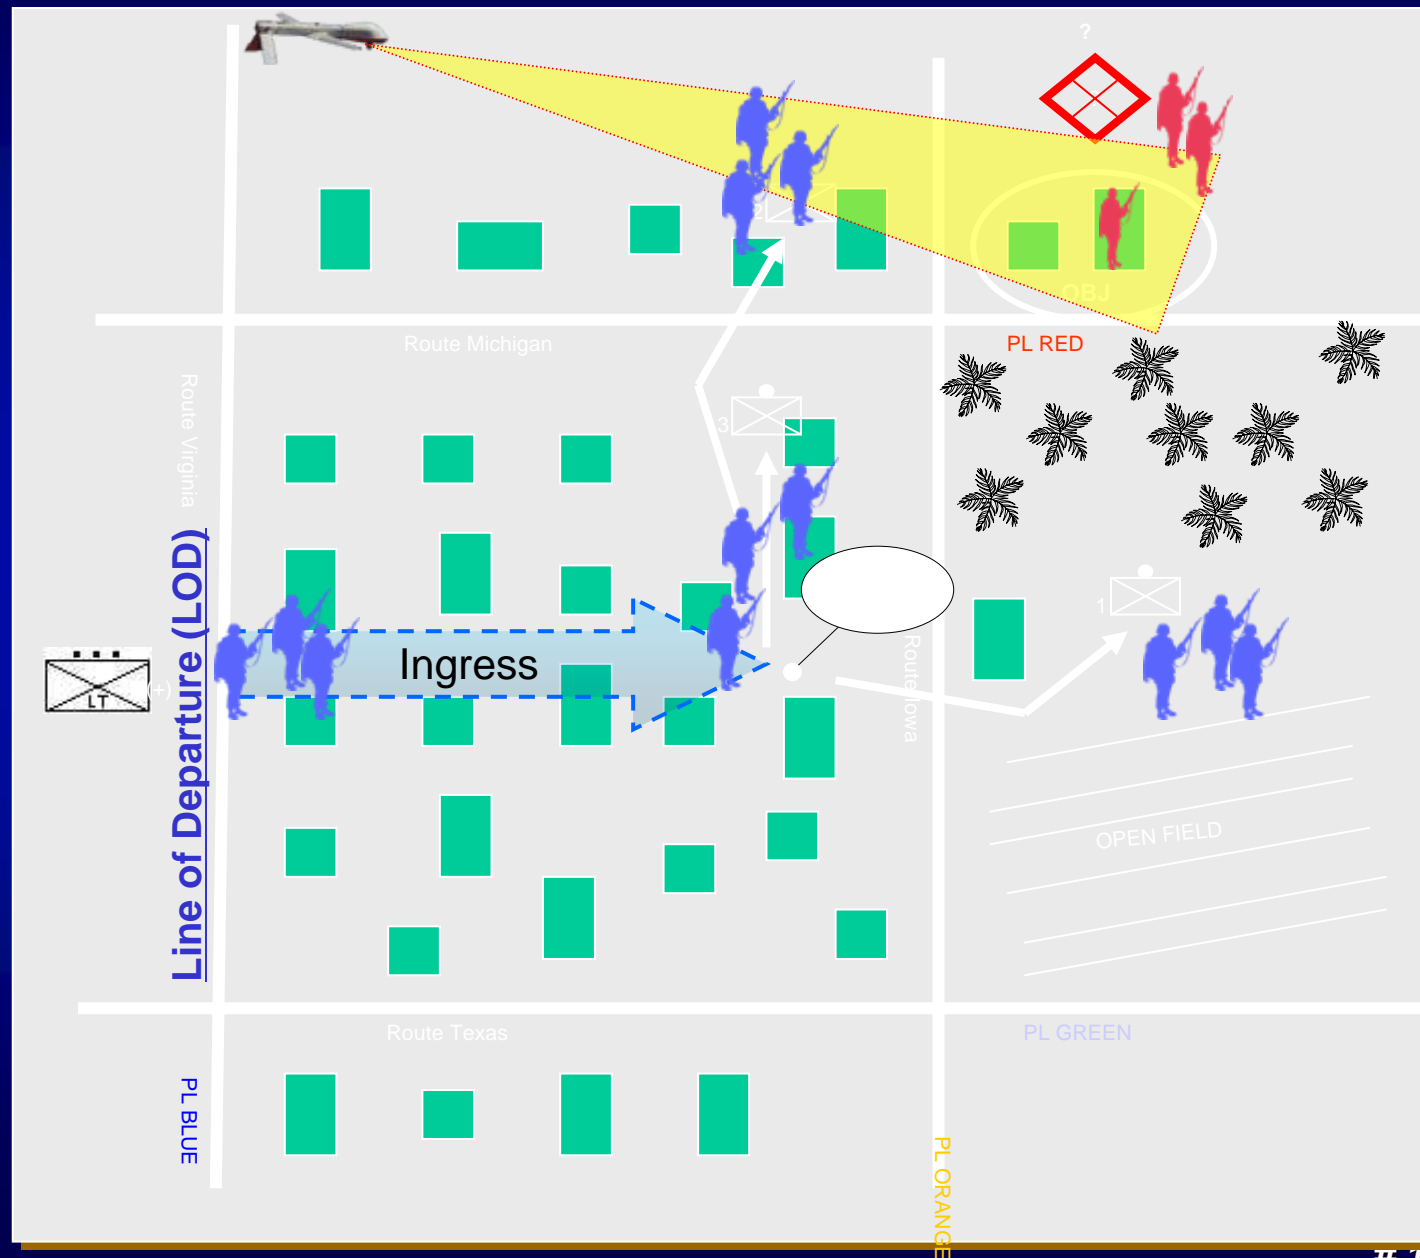 ?
2
OBJ
Route Michigan
PL RED
Route Virginia
3
Line of Departure (LOD)
1
Ingress
(+)
LT
Route Iowa
OPEN FIELD
Route Texas
PL GREEN
PL BLUE
PL ORANGE